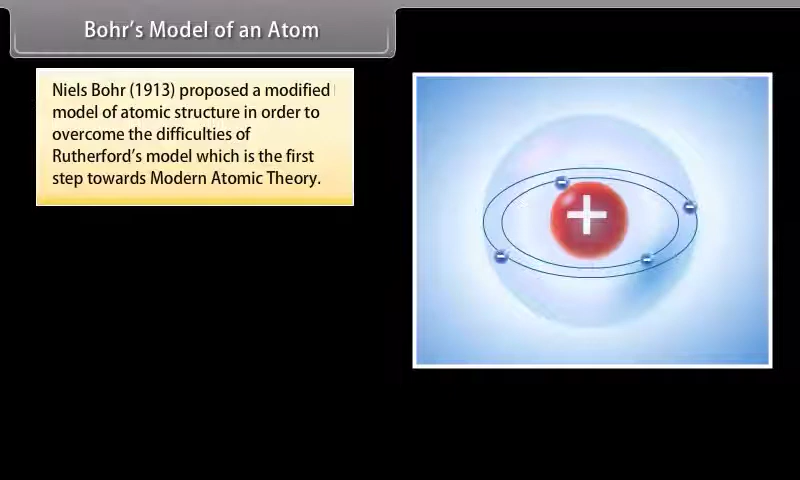 Bohr's Model of an Atom
Niels Bohr (1913) proposed a modified
model of atomic structure in order to
overcome the difficulties of
Rutherford's model which is the first
step towards Modern Atomic Theory.
+
−
−
−
−